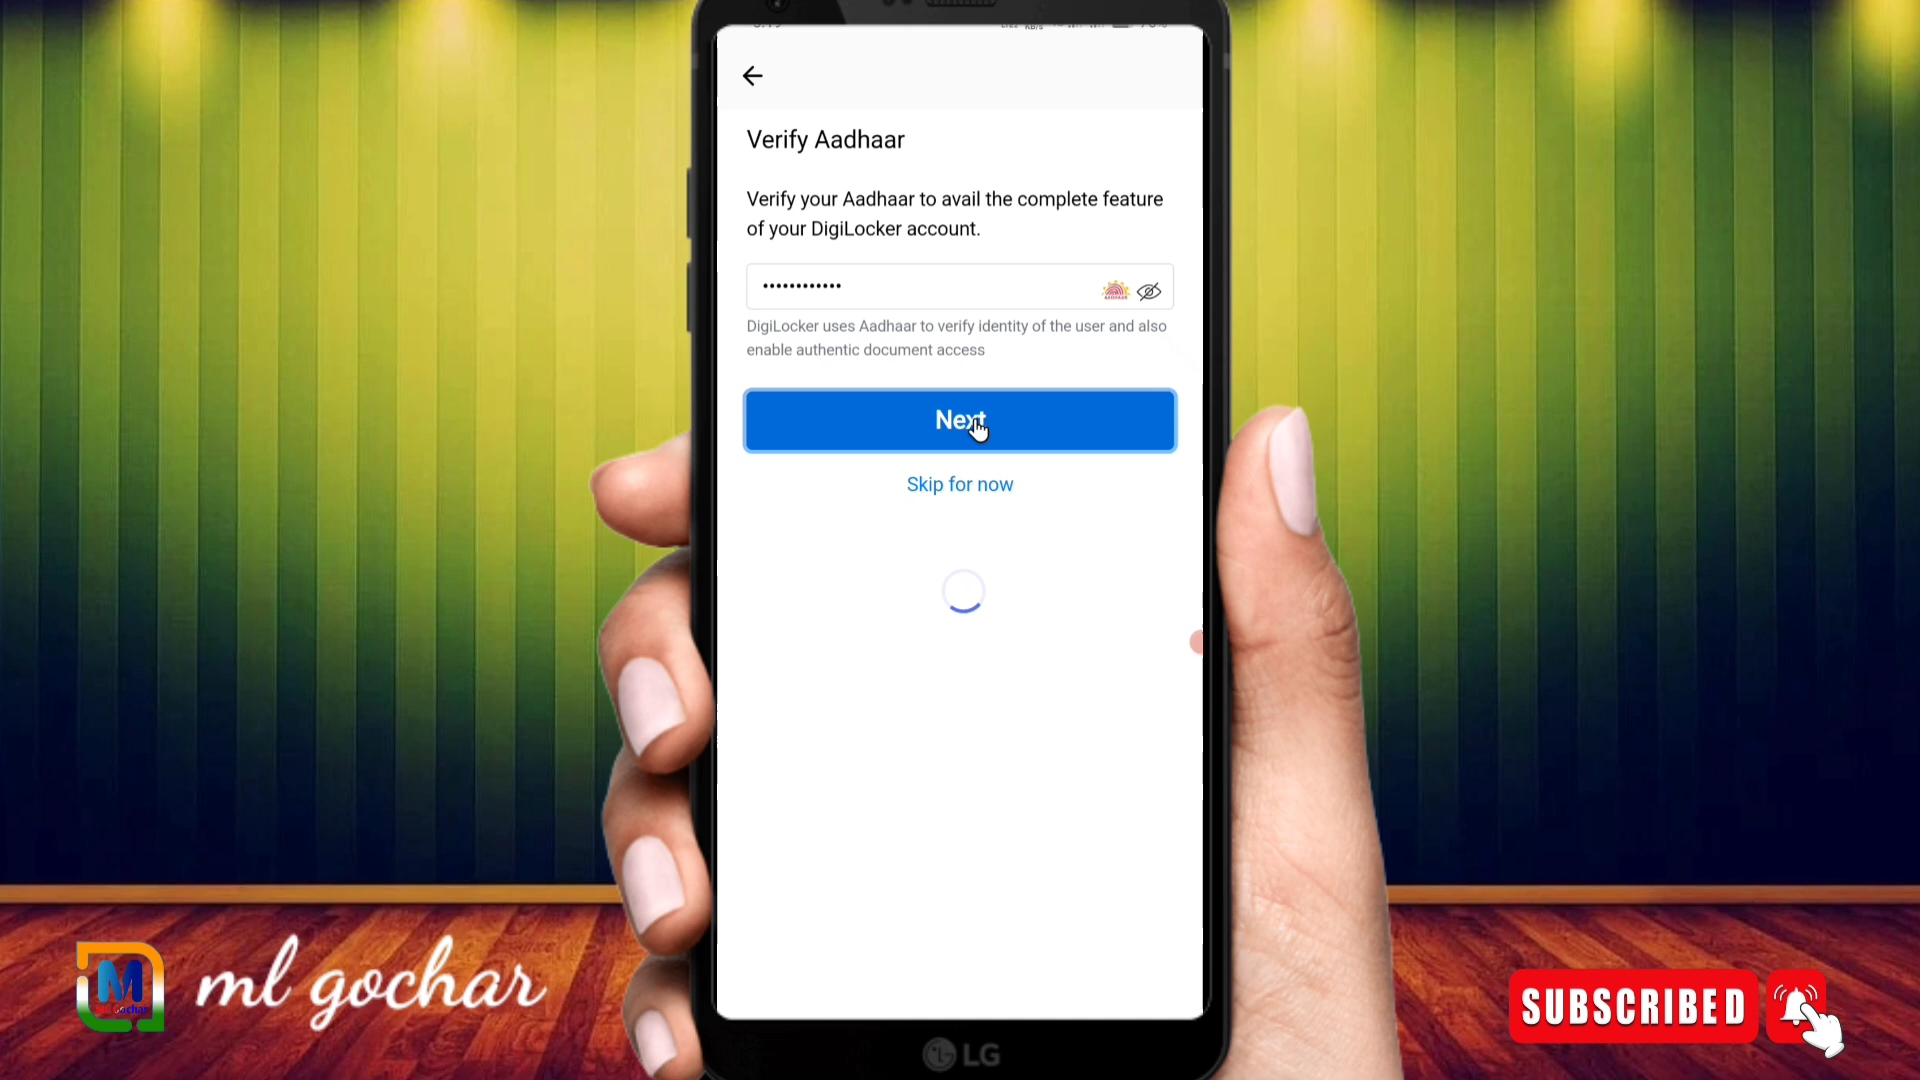 Verify Aadhaar
Verify your Aadhaar to avail the complete feature
of your DigiLocker account.
••••••••••••
DigiLocker uses Aadhaar to verify identity of the user and also
enable authentic document access
Next
Skip for now
ml gochar
M
SUBSCRIBED
LG